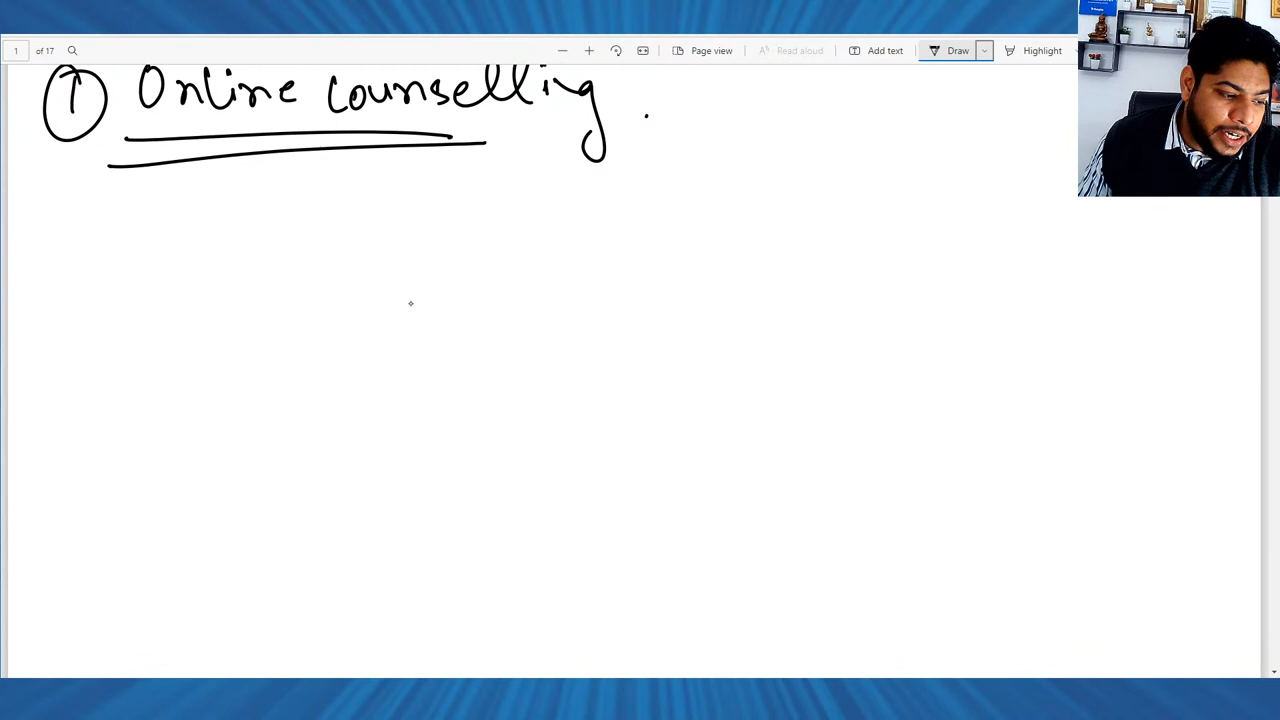 1 of 17 Page view Read aloud Add text Draw Highlight
① Online counselling.